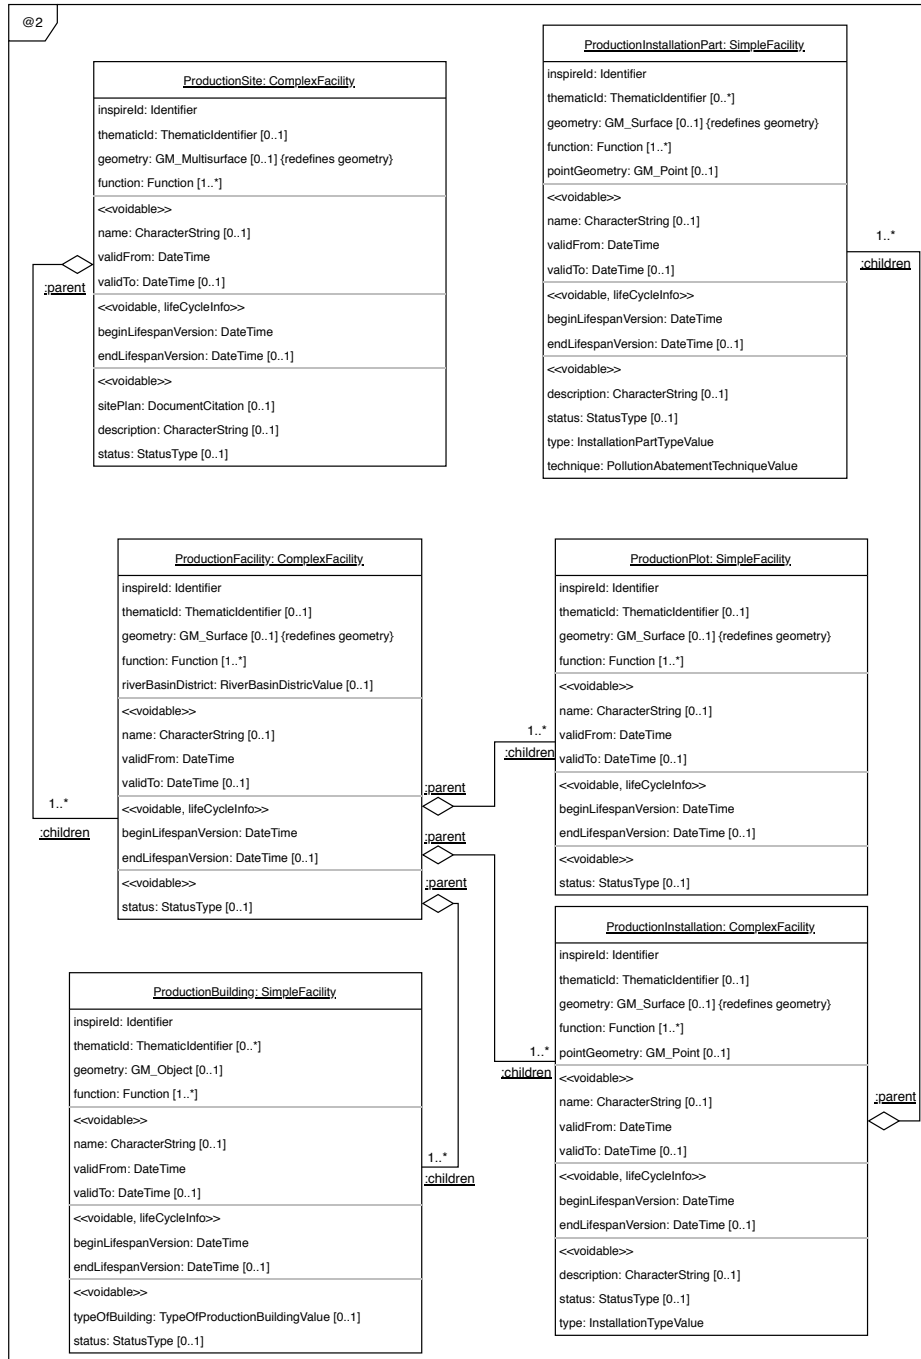 @2
ProductionSite: ComplexFacility
inspireId: Identifier
thematicId: ThematicIdentifier [0..1]
geometry: GM_Multisurface [0..1] {redefines geometry}
function: Function [1..*]
<<voidable>>
name: CharacterString [0..1]
validFrom: DateTime
validTo: DateTime [0..1]
<<voidable, lifeCycleInfo>>
beginLifespanVersion: DateTime
endLifespanVersion: DateTime [0..1]
<<voidable>>
sitePlan: DocumentCitation [0..1]
description: CharacterString [0..1]
status: StatusType [0..1]
:parent
ProductionInstallationPart: SimpleFacility
inspireId: Identifier
thematicId: ThematicIdentifier [0..*]
geometry: GM_Surface [0..1] {redefines geometry}
function: Function [1..*]
pointGeometry: GM_Point [0..1]
<<voidable>>
name: CharacterString [0..1]
validFrom: DateTime
validTo: DateTime [0..1]
<<voidable, lifeCycleInfo>>
beginLifespanVersion: DateTime
endLifespanVersion: DateTime [0..1]
<<voidable>>
description: CharacterString [0..1]
status: StatusType [0..1]
type: InstallationPartTypeValue
technique: PollutionAbatementTechniqueValue
1..*
:children
ProductionFacility: ComplexFacility
inspireId: Identifier
thematicId: ThematicIdentifier [0..1]
geometry: GM_Surface [0..1] {redefines geometry}
function: Function [1..*]
riverBasinDistrict: RiverBasinDistricValue [0..1]
<<voidable>>
name: CharacterString [0..1]
validFrom: DateTime
validTo: DateTime [0..1]
<<voidable, lifeCycleInfo>>
beginLifespanVersion: DateTime
endLifespanVersion: DateTime [0..1]
<<voidable>>
status: StatusType [0..1]
1..*
:children
:parent
:parent
:parent
1..*
:children
ProductionPlot: SimpleFacility
inspireId: Identifier
thematicId: ThematicIdentifier [0..1]
geometry: GM_Surface [0..1] {redefines geometry}
function: Function [1..*]
<<voidable>>
name: CharacterString [0..1]
validFrom: DateTime
validTo: DateTime [0..1]
<<voidable, lifeCycleInfo>>
beginLifespanVersion: DateTime
endLifespanVersion: DateTime [0..1]
<<voidable>>
status: StatusType [0..1]
ProductionBuilding: SimpleFacility
inspireId: Identifier
thematicId: ThematicIdentifier [0..*]
geometry: GM_Object [0..1]
function: Function [1..*]
<<voidable>>
name: CharacterString [0..1]
validFrom: DateTime
validTo: DateTime [0..1]
<<voidable, lifeCycleInfo>>
beginLifespanVersion: DateTime
endLifespanVersion: DateTime [0..1]
<<voidable>>
typeOfBuilding: TypeOfProductionBuildingValue [0..1]
status: StatusType [0..1]
1..*
:children
1..*
:children
ProductionInstallation: ComplexFacility
inspireId: Identifier
thematicId: ThematicIdentifier [0..1]
geometry: GM_Surface [0..1] {redefines geometry}
function: Function [1..*]
pointGeometry: GM_Point [0..1]
<<voidable>>
name: CharacterString [0..1]
validFrom: DateTime
validTo: DateTime [0..1]
<<voidable, lifeCycleInfo>>
beginLifespanVersion: DateTime
endLifespanVersion: DateTime [0..1]
<<voidable>>
description: CharacterString [0..1]
status: StatusType [0..1]
type: InstallationTypeValue
:parent